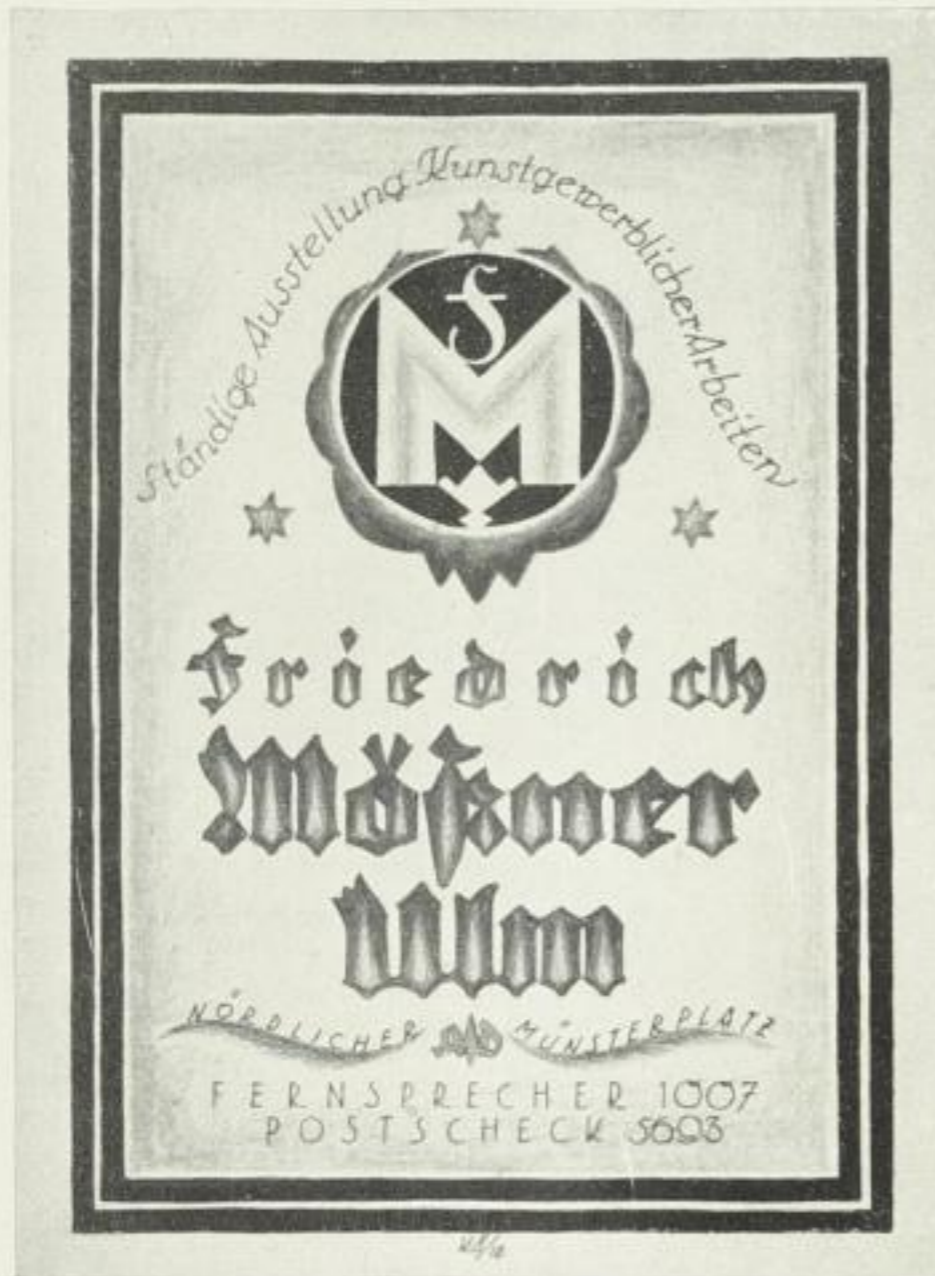 Ständige Ausstellung Kunstgewerblicher Arbeiten
F
M
Friedrich
Mößner
Ulm
NÖRDLICHER MÜNSTERPLATZ
FERNSPRECHER 1007
POSTSCHECK 5693